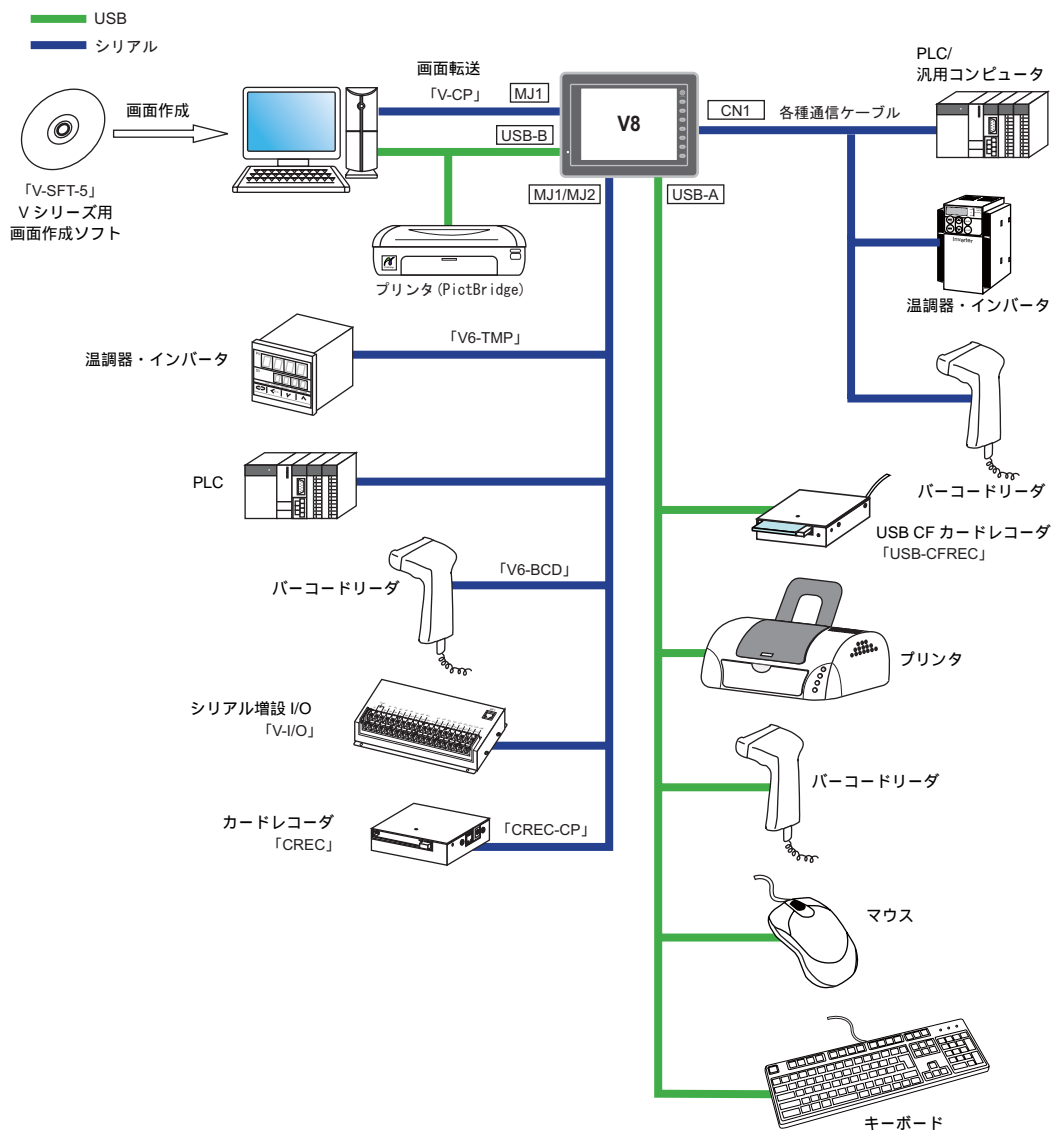 USB
シリアル
画面作成
「V-SFT-5」
V シリーズ用
画面作成ソフト
画面転送
「V-CP」
MJ1
USB-B
V8
CN1
各種通信ケーブル
PLC/
汎用コンピュータ
MJ1/MJ2
USB-A
プリンタ(PictBridge)
Inverter
温調器・インバータ
温調器・インバータ
「V6-TMP」
PLC
バーコードリーダ
USB CF カードレコーダ
「USB-CFREC」
バーコードリーダ
「V6-BCD」
プリンタ
シリアル増設 I/O
「V-I/O」
バーコードリーダ
カードレコーダ
「CREC」
「CREC-CP」
マウス
キーボード